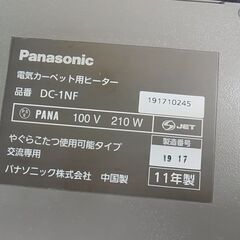 Panasonic
電気カーペット用ヒーター
品番 DC-1NF
191710245
PANA 100 V 210 W
S JET
製造番号
19 17
やぐらこたつ使用可能タイプ
交流専用
11年製
パナソニック株式会社 中国製